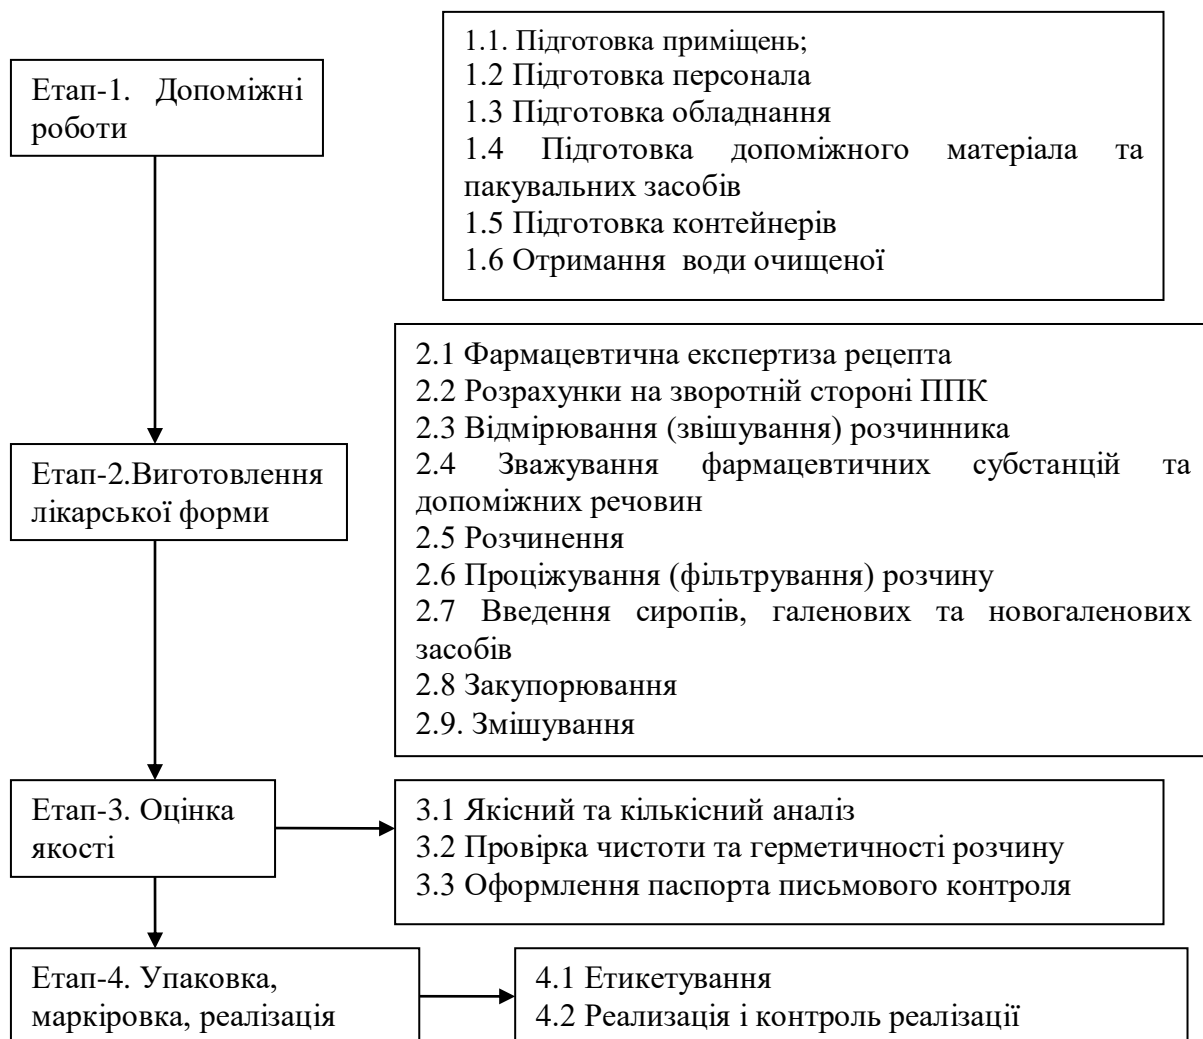 Етап-1. Допоміжні
роботи
1.1. Підготовка приміщень;
1.2 Підготовка персонала
1.3 Підготовка обладнання
1.4 Підготовка допоміжного матеріала та
пакувальних засобів
1.5 Підготовка контейнерів
1.6 Отримання води очищеної
Етап-2.Виготовлення
лікарської форми
2.1 Фармацевтична експертиза рецепта
2.2 Розрахунки на зворотній стороні ППК
2.3 Відмірювання (звішування) розчинника
2.4 Зважування фармацевтичних субстанцій та
допоміжних речовин
2.5 Розчинення
2.6 Проціжування (фільтрування) розчину
2.7 Введення сиропів, галенових та новогаленових
засобів
2.8 Закупорювання
2.9. Змішування
Етап-3. Оцінка
якості
3.1 Якісний та кількісний аналіз
3.2 Провірка чистоти та герметичності розчину
3.3 Оформлення паспорта письмового контроля
Етап-4. Упаковка,
маркіровка, реалізація
4.1 Етикетування
4.2 Реализація і контроль реалізації